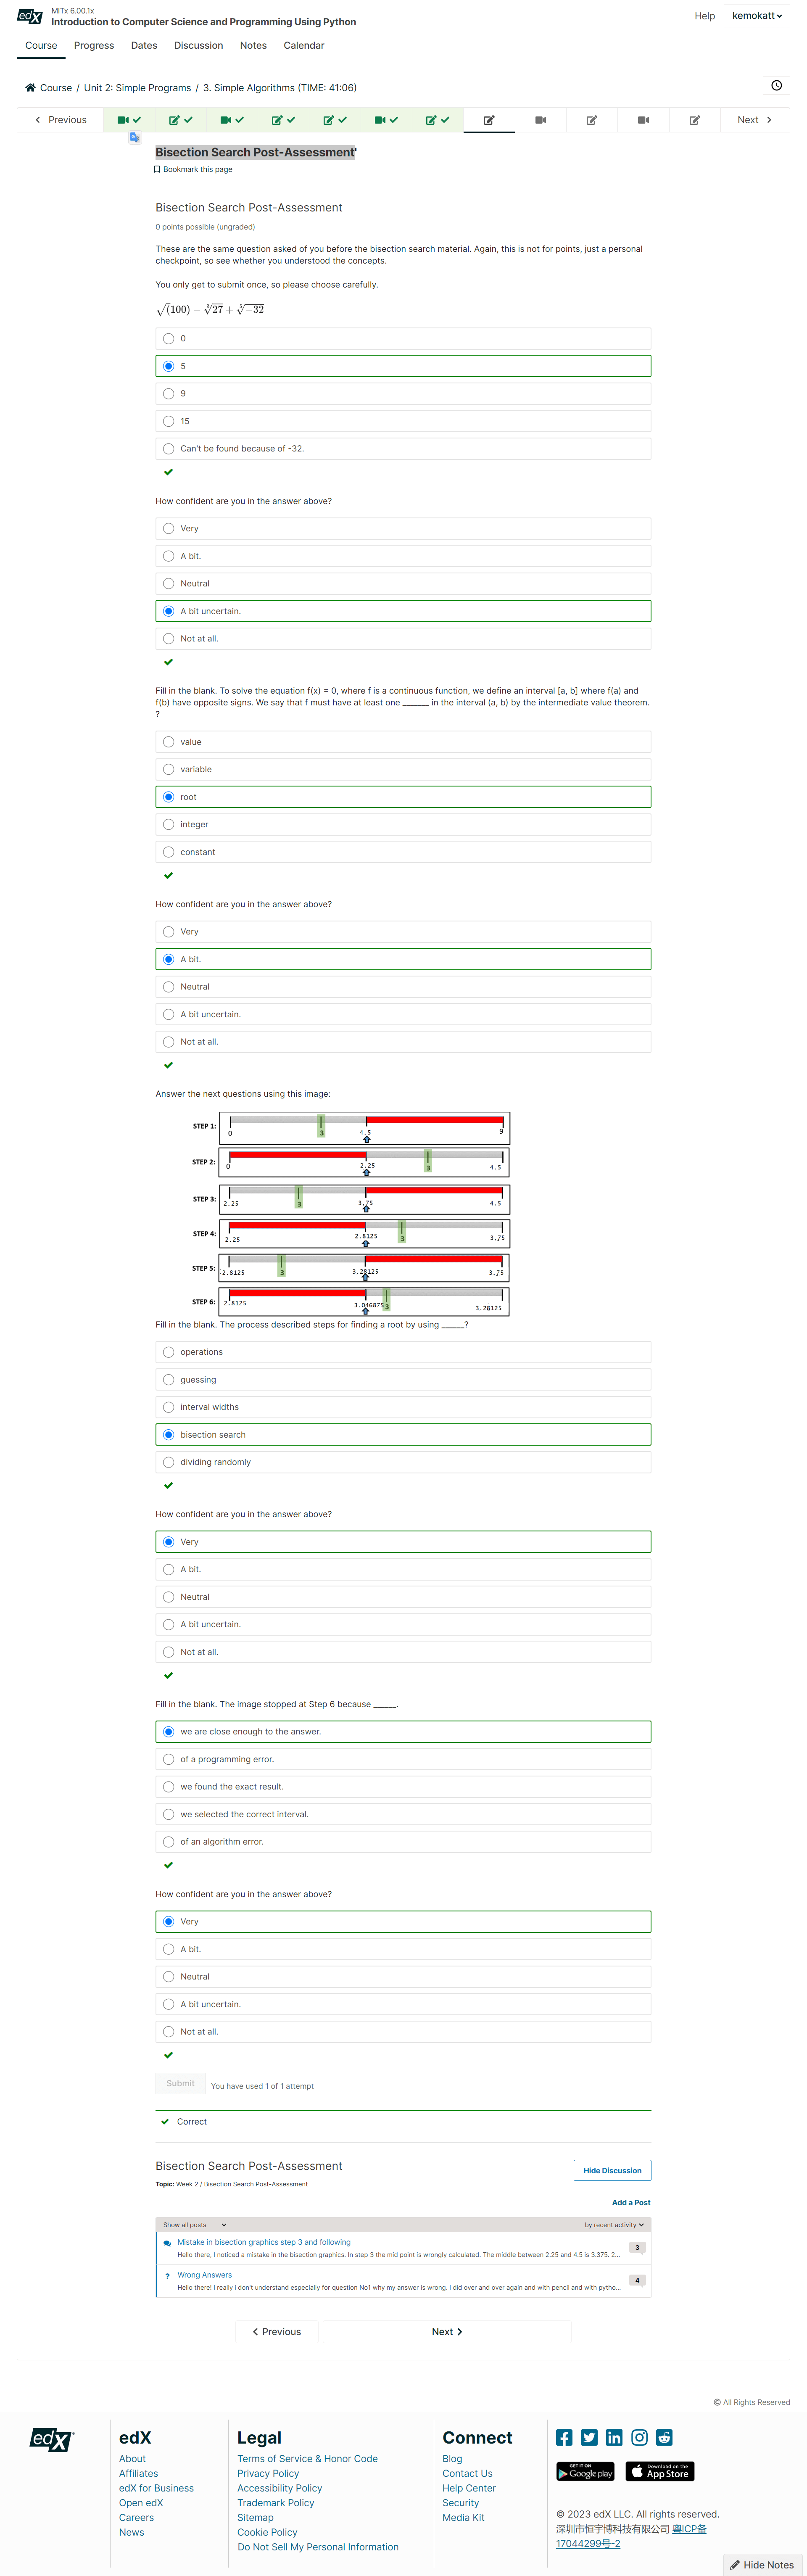 edX
MITx 6.00.1x
Introduction to Computer Science and Programming Using Python
Help
kemokatt
Course
Progress
Dates
Discussion
Notes
Calendar
Course / Unit 2: Simple Programs / 3. Simple Algorithms (TIME: 41:06)
Previous
Next
Bisection Search Post-Assessment'
Bookmark this page
Bisection Search Post-Assessment
0 points possible (ungraded)
These are the same question asked of you before the bisection search material. Again, this is not for points, just a personal
checkpoint, so see whether you understood the concepts.
You only get to submit once, so please choose carefully.
√(100) − ∛27 + ⁵√−32
0
5
9
15
Can't be found because of -32.
How confident are you in the answer above?
Very
A bit.
Neutral
A bit uncertain.
Not at all.
Fill in the blank. To solve the equation f(x) = 0, where f is a continuous function, we define an interval [a, b] where f(a) and
f(b) have opposite signs. We say that f must have at least one ______ in the interval (a, b) by the intermediate value theorem.
?
value
variable
root
integer
constant
How confident are you in the answer above?
Very
A bit.
Neutral
A bit uncertain.
Not at all.
Answer the next questions using this image:
STEP 1: 0 3 4.5 9
STEP 2: 0 2.25 3 4.5
STEP 3: 2.25 3 3.75 4.5
STEP 4: 2.25 2.8125 3 3.75
STEP 5: 2.8125 3 3.28125 3.75
STEP 6: 2.8125 3.046875 3 3.28125
Fill in the blank. The process described steps for finding a root by using _____?
operations
guessing
interval widths
bisection search
dividing randomly
How confident are you in the answer above?
Very
A bit.
Neutral
A bit uncertain.
Not at all.
Fill in the blank. The image stopped at Step 6 because _____.
we are close enough to the answer.
of a programming error.
we found the exact result.
we selected the correct interval.
of an algorithm error.
How confident are you in the answer above?
Very
A bit.
Neutral
A bit uncertain.
Not at all.
Submit
You have used 1 of 1 attempt
Correct
Bisection Search Post-Assessment
Hide Discussion
Topic: Week 2 / Bisection Search Post-Assessment
Add a Post
Show all posts
by recent activity
Mistake in bisection graphics step 3 and following
Hello there, I noticed a mistake in the bisection graphics. In step 3 the mid point is wrongly calculated. The middle between 2.25 and 4.5 is 3.375. 2...
3
? Wrong Answers
Hello there! I really i don't understand especially for question No1 why my answer is wrong. I did over and over again and with pencil and with pytho...
4
Previous
Next
© All Rights Reserved
edX
edX
About
Affiliates
edX for Business
Open edX
Careers
News
Legal
Terms of Service & Honor Code
Privacy Policy
Accessibility Policy
Trademark Policy
Sitemap
Cookie Policy
Do Not Sell My Personal Information
Connect
Blog
Contact Us
Help Center
Security
Media Kit
GET IT ON
Google play
Download on the
App Store
© 2023 edX LLC. All rights reserved.
深圳市恒宇博科技有限公司 粤ICP备
17044299号-2
Hide Notes